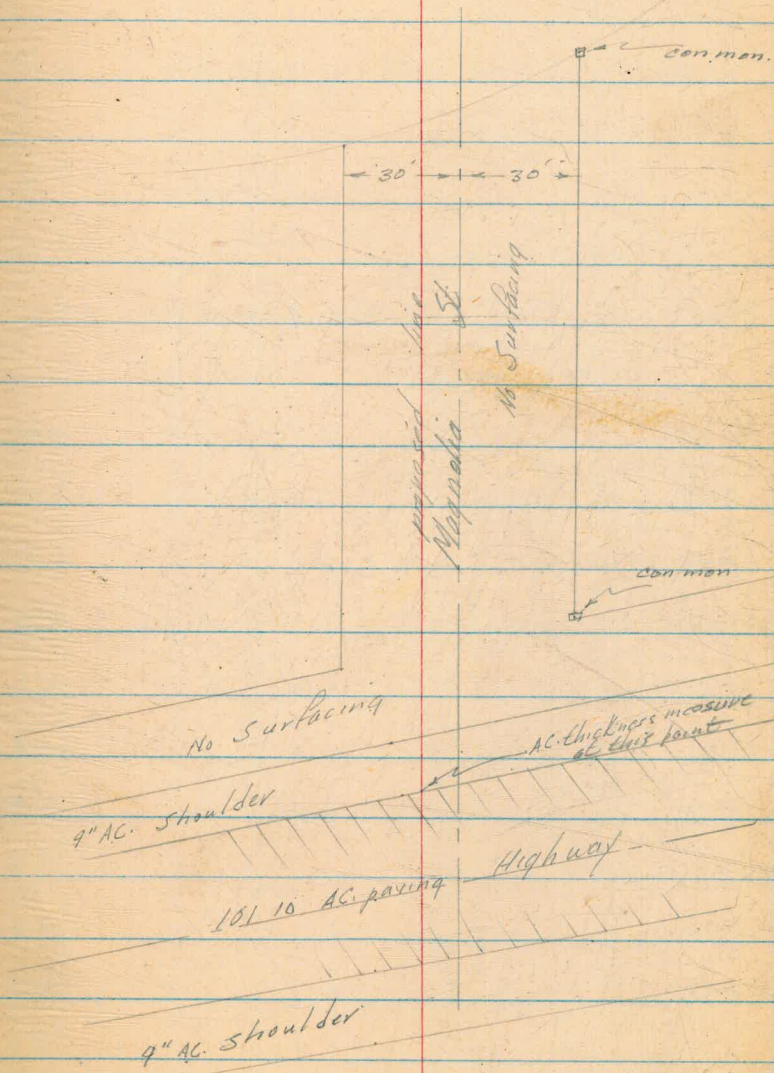 con. mon.
30' 30'
No Surfacing
proposed line
Magnolia St.
con mon
No Surfacing
AC. thickness measure
at this point
9" AC. Shoulder
Highway
101 10 AC. paving
9" AC. Shoulder